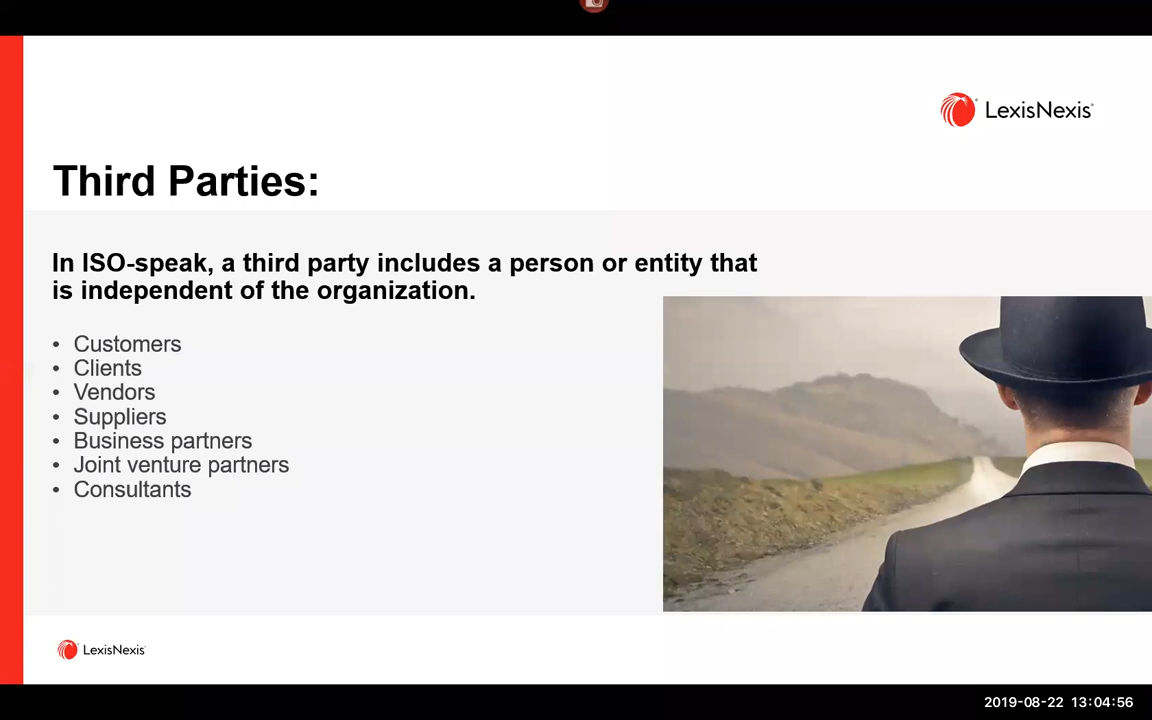 LexisNexis
Third Parties:
In ISO-speak, a third party includes a person or entity that
is independent of the organization.
• Customers
• Clients
• Vendors
• Suppliers
• Business partners
• Joint venture partners
• Consultants
LexisNexis
2019-08-22 13:04:56